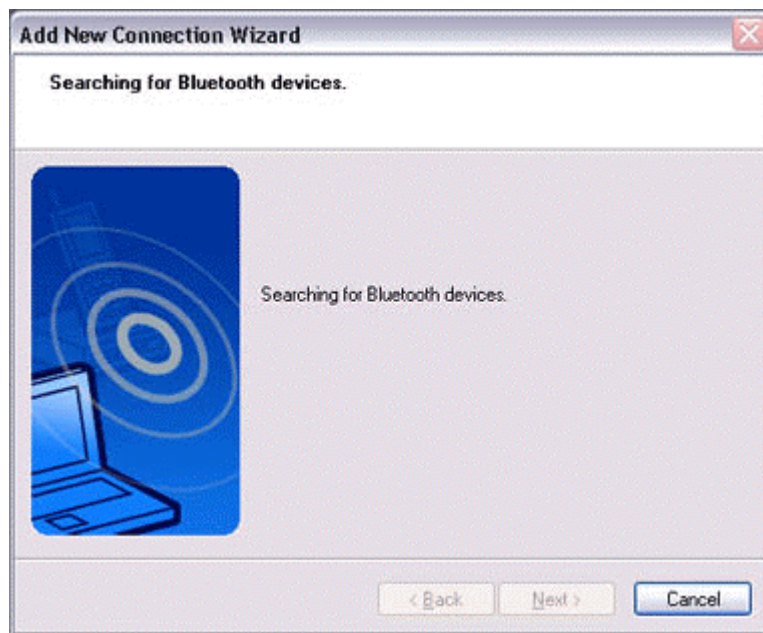 Add New Connection Wizard
Searching for Bluetooth devices.
Searching for Bluetooth devices.
< Back Next > Cancel